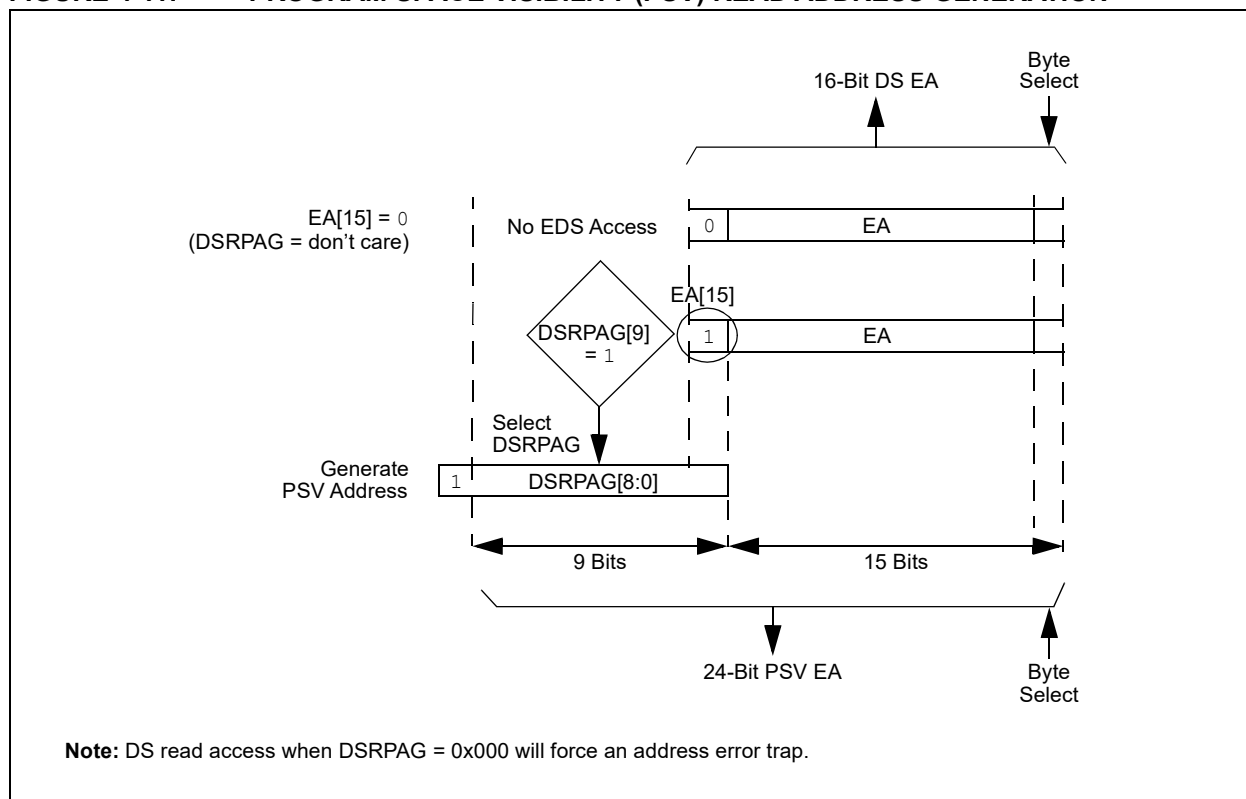 16-Bit DS EA
Byte
Select
EA[15] = 0
(DSRPAG = don't care)
No EDS Access
0
EA
EA[15]
DSRPAG[9]
= 1
1
EA
Select
DSRPAG
Generate
PSV Address
1
DSRPAG[8:0]
9 Bits
15 Bits
24-Bit PSV EA
Byte
Select
Note: DS read access when DSRPAG = 0x000 will force an address error trap.